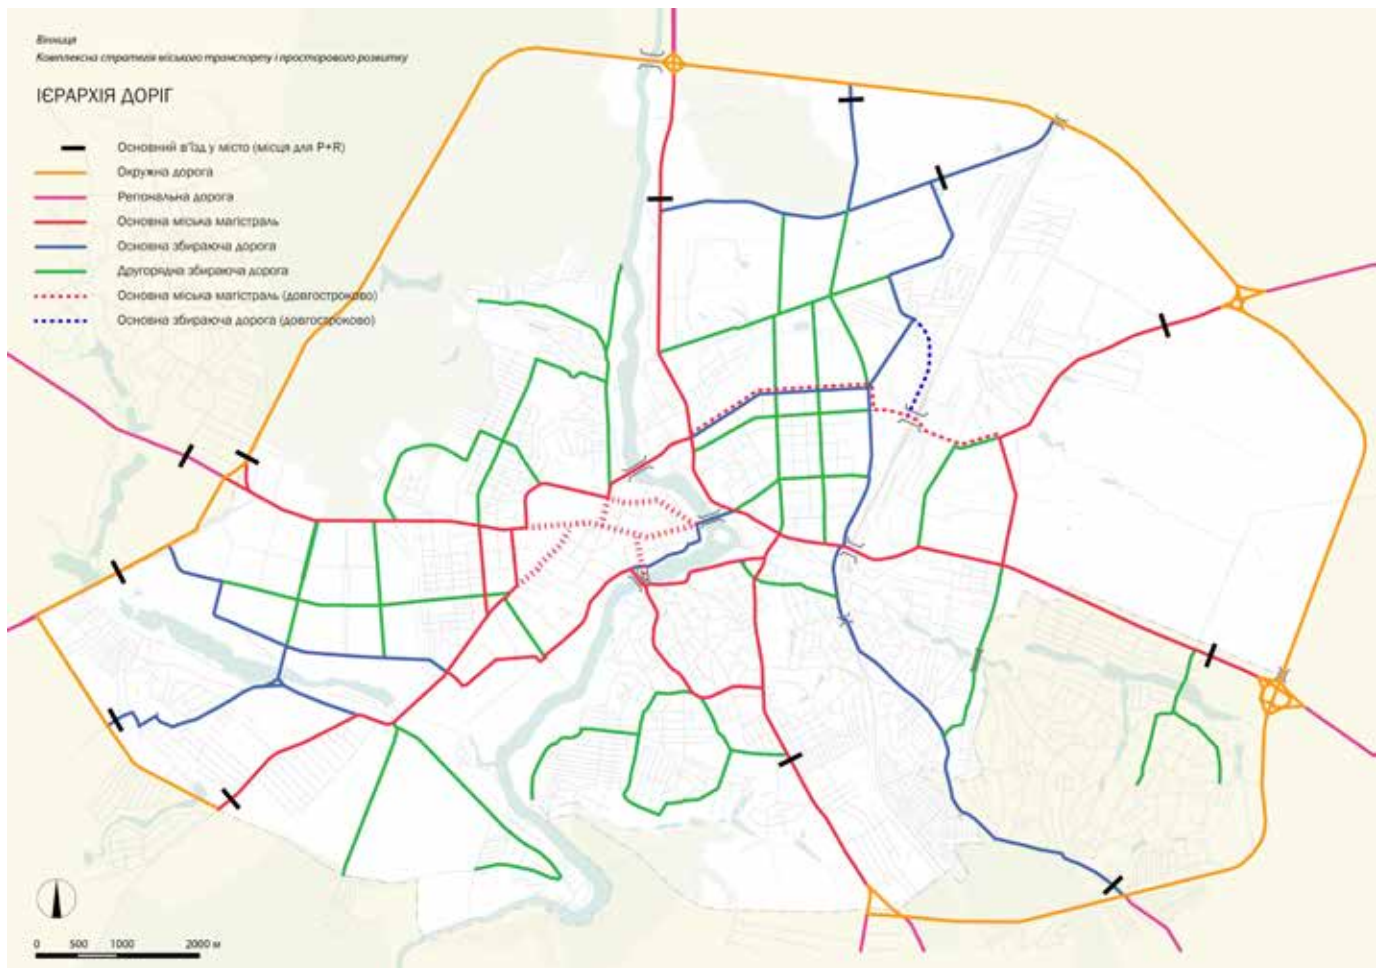 Вінниця
Комплексна стратегія міського транспорту і просторового розвитку
ІЄРАРХІЯ ДОРІГ
Основний в'їзд у місто (місця для P+R)
Окружна дорога
Регіональна дорога
Основна міська магістраль
Основна збираюча дорога
Другорядна збираюча дорога
Основна міська магістраль (довгостроково)
Основна збираюча дорога (довгостроково)
0 500 1000 2000 м